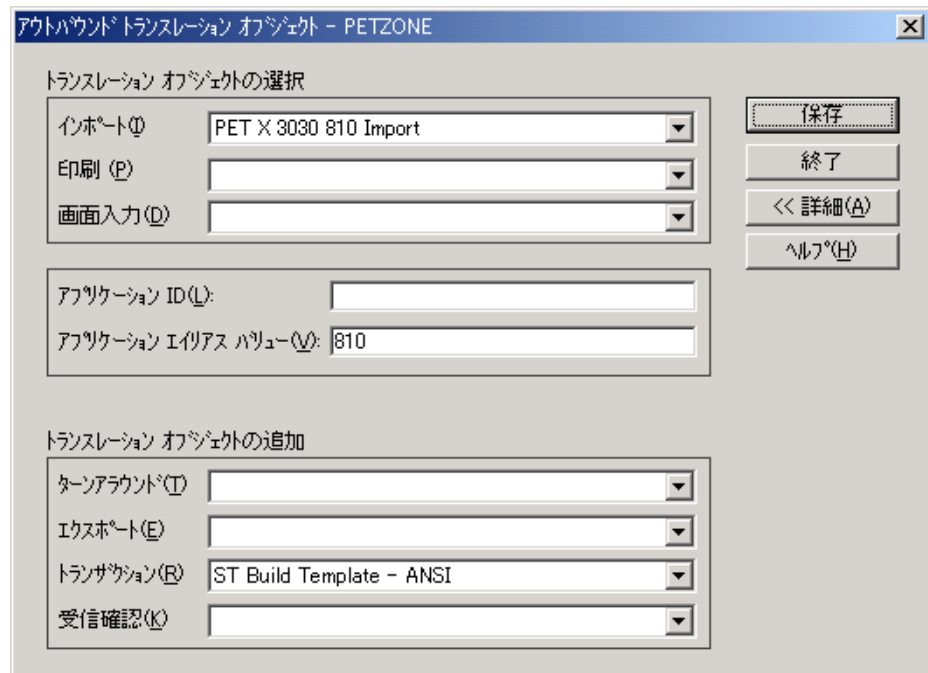 アウトバウンド トランスレーション オブジェクト - PETZONE
トランスレーション オブジェクトの選択
インポート(I)
PET X 3030 810 Import
印刷 (P)
画面入力(D)
保存
終了
<< 詳細(A)
ヘルプ(H)
アプリケーション ID(L):
アプリケーション エイリアス バリュー(V):
810
トランスレーション オブジェクトの追加
ターンアラウンド(T)
エクスポート(E)
トランザクション(R)
ST Build Template - ANSI
受信確認(K)